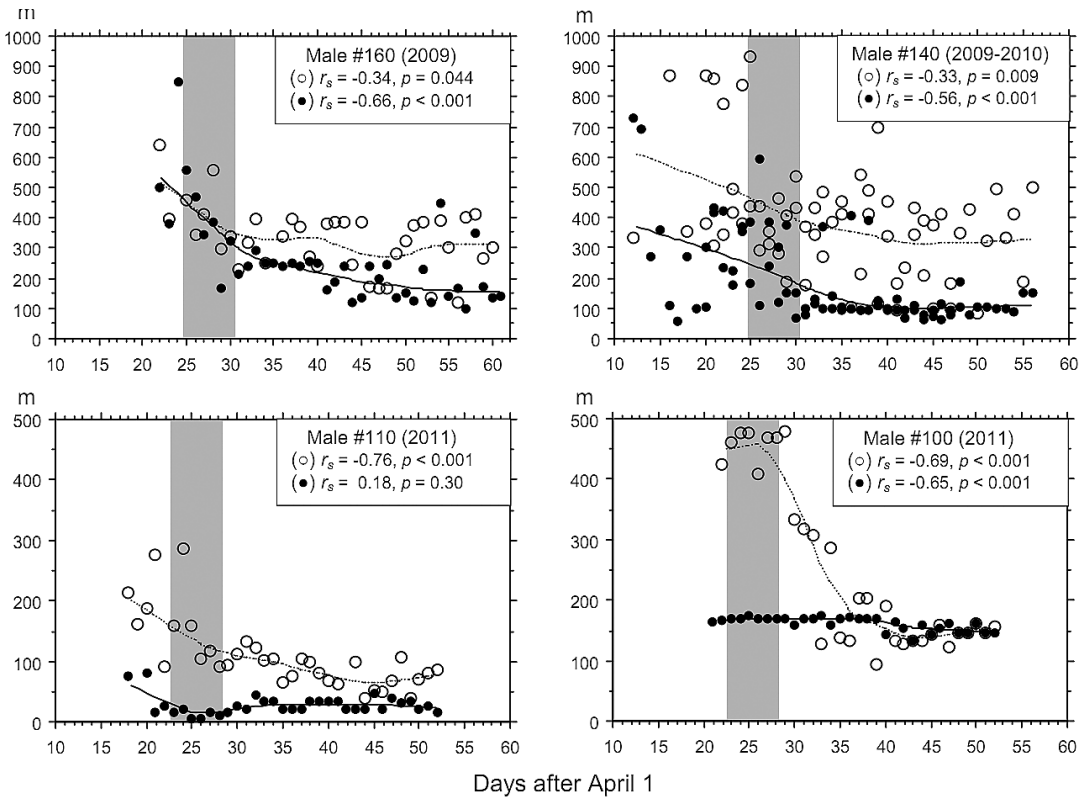 m
1000
900
800
700
600
500
400
300
200
100
0
10 15 20 25 30 35 40 45 50 55 60
Male #160 (2009)
(○) rs = -0.34, p = 0.044
(●) rs = -0.66, p < 0.001
m
1000
900
800
700
600
500
400
300
200
100
0
10 15 20 25 30 35 40 45 50 55 60
Male #140 (2009-2010)
(○) rs = -0.33, p = 0.009
(●) rs = -0.56, p < 0.001
m
500
400
300
200
100
0
10 15 20 25 30 35 40 45 50 55 60
Male #110 (2011)
(○) rs = -0.76, p < 0.001
(●) rs = 0.18, p = 0.30
m
500
400
300
200
100
0
10 15 20 25 30 35 40 45 50 55 60
Male #100 (2011)
(○) rs = -0.69, p < 0.001
(●) rs = -0.65, p < 0.001
Days after April 1